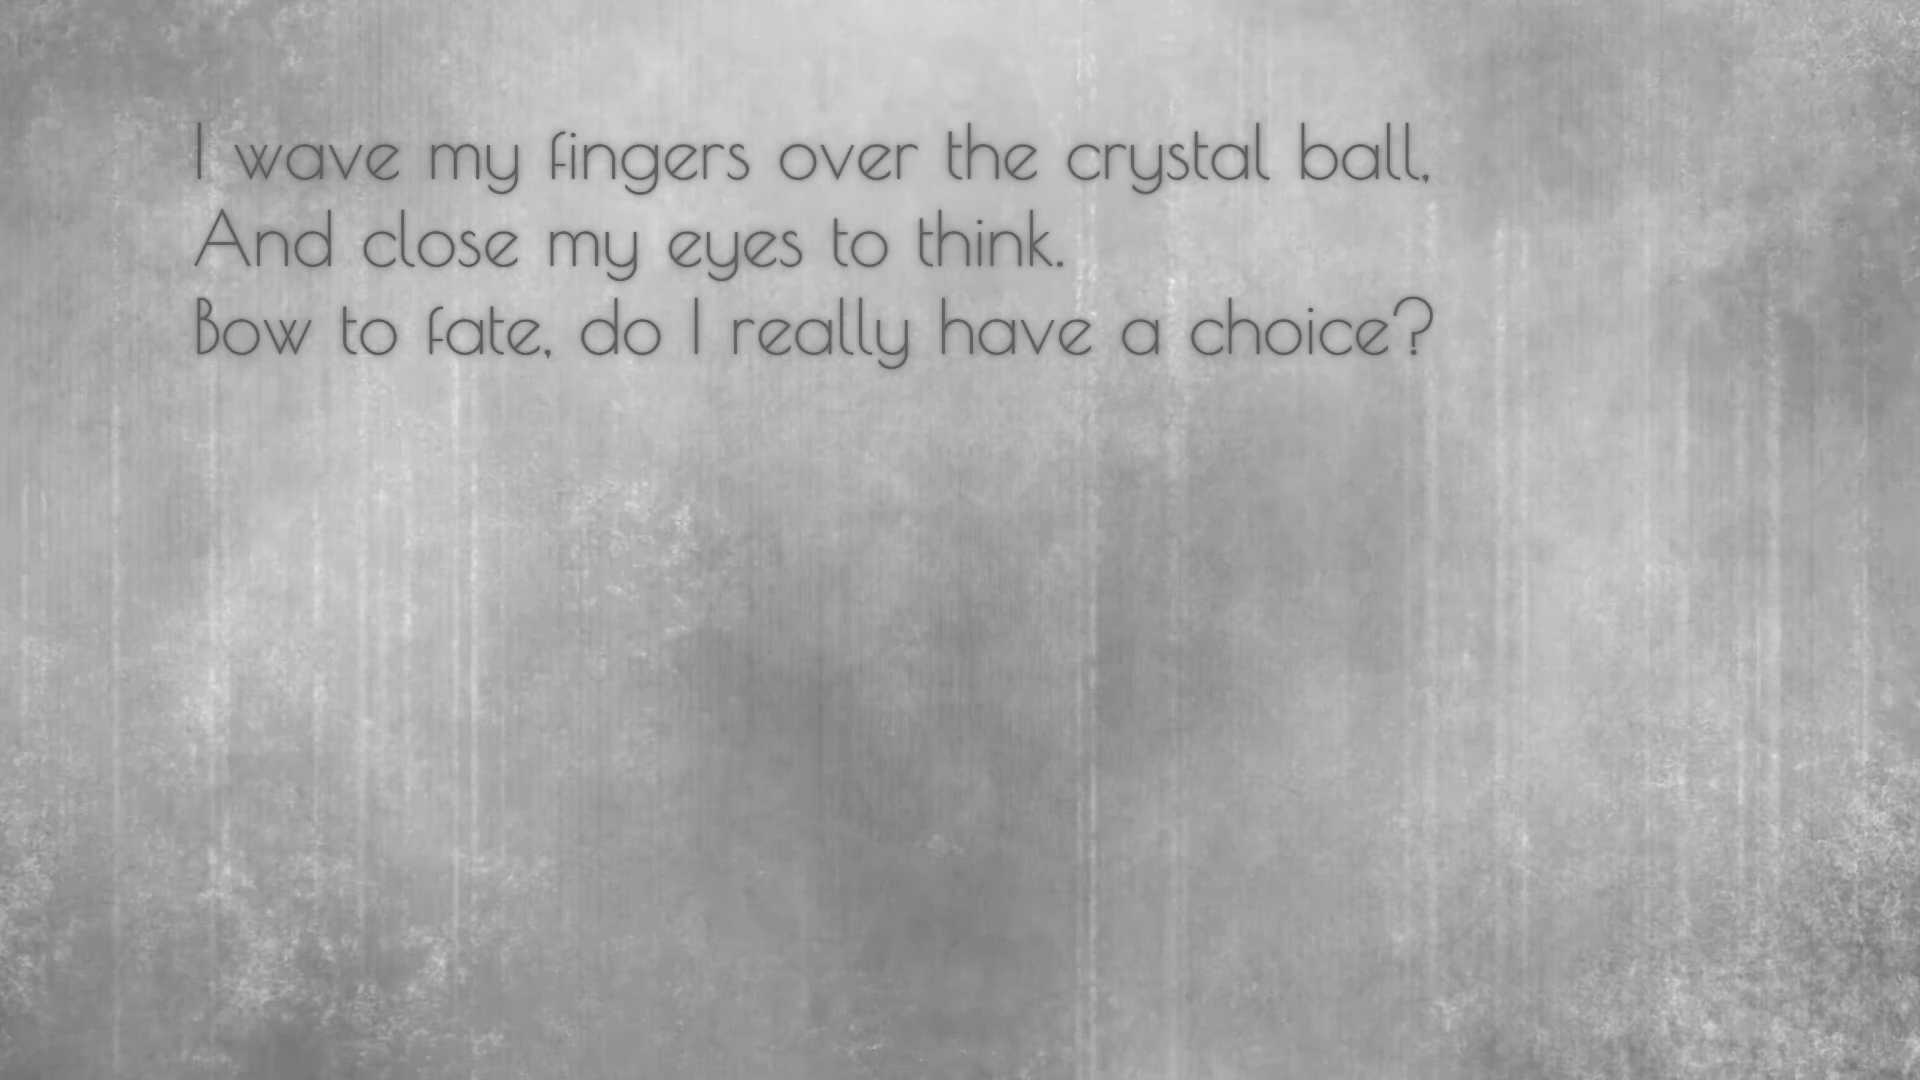 I wave my fingers over the crystal ball,
And close my eyes to think.
Bow to fate, do I really have a choice?